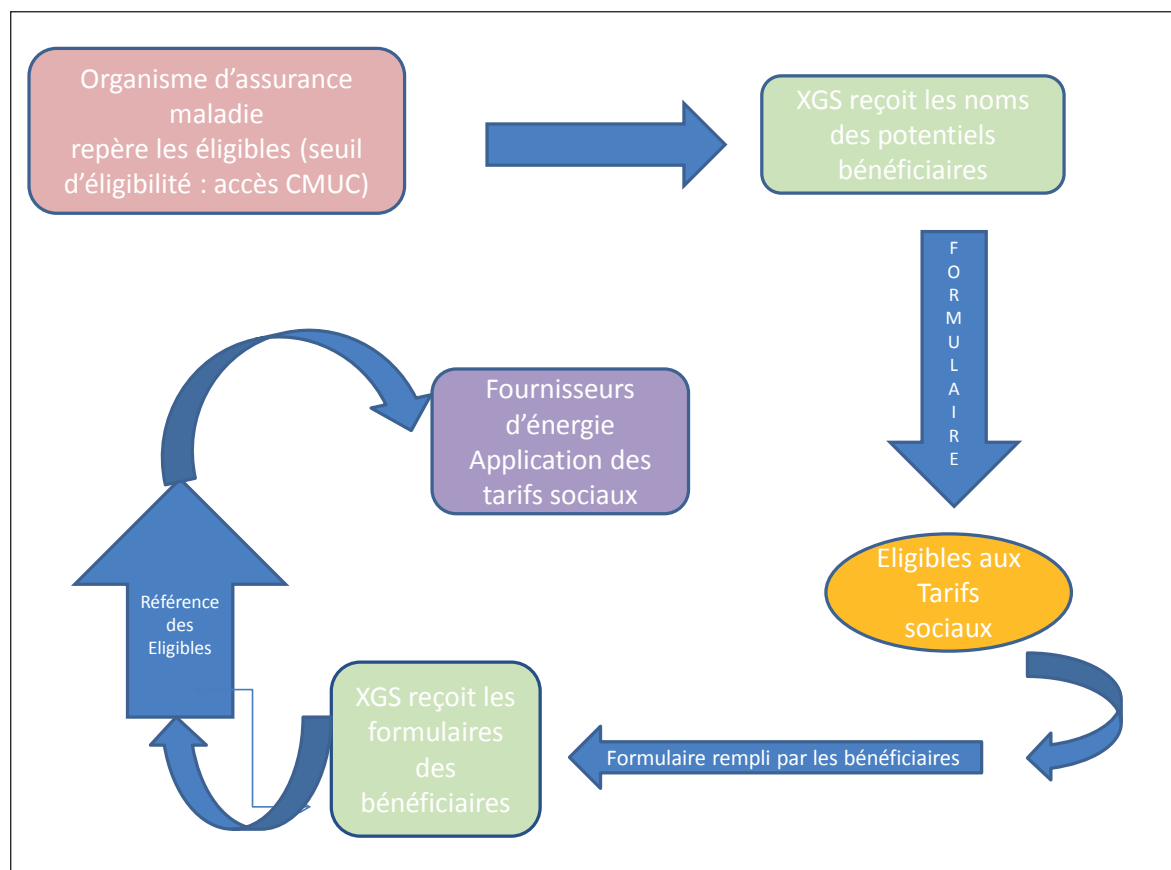 Organisme d'assurance
maladie
repère les éligibles (seuil
d'éligibilité : accès CMUC)
XGS reçoit les noms
des potentiels
bénéficiaires
F
O
R
M
U
L
A
I
R
E
Eligibles aux
Tarifs
sociaux
Formulaire rempli par les bénéficiaires
XGS reçoit les
formulaires
des
bénéficiaires
Référence
des
Eligibles
Fournisseurs
d'énergie
Application des
tarifs sociaux